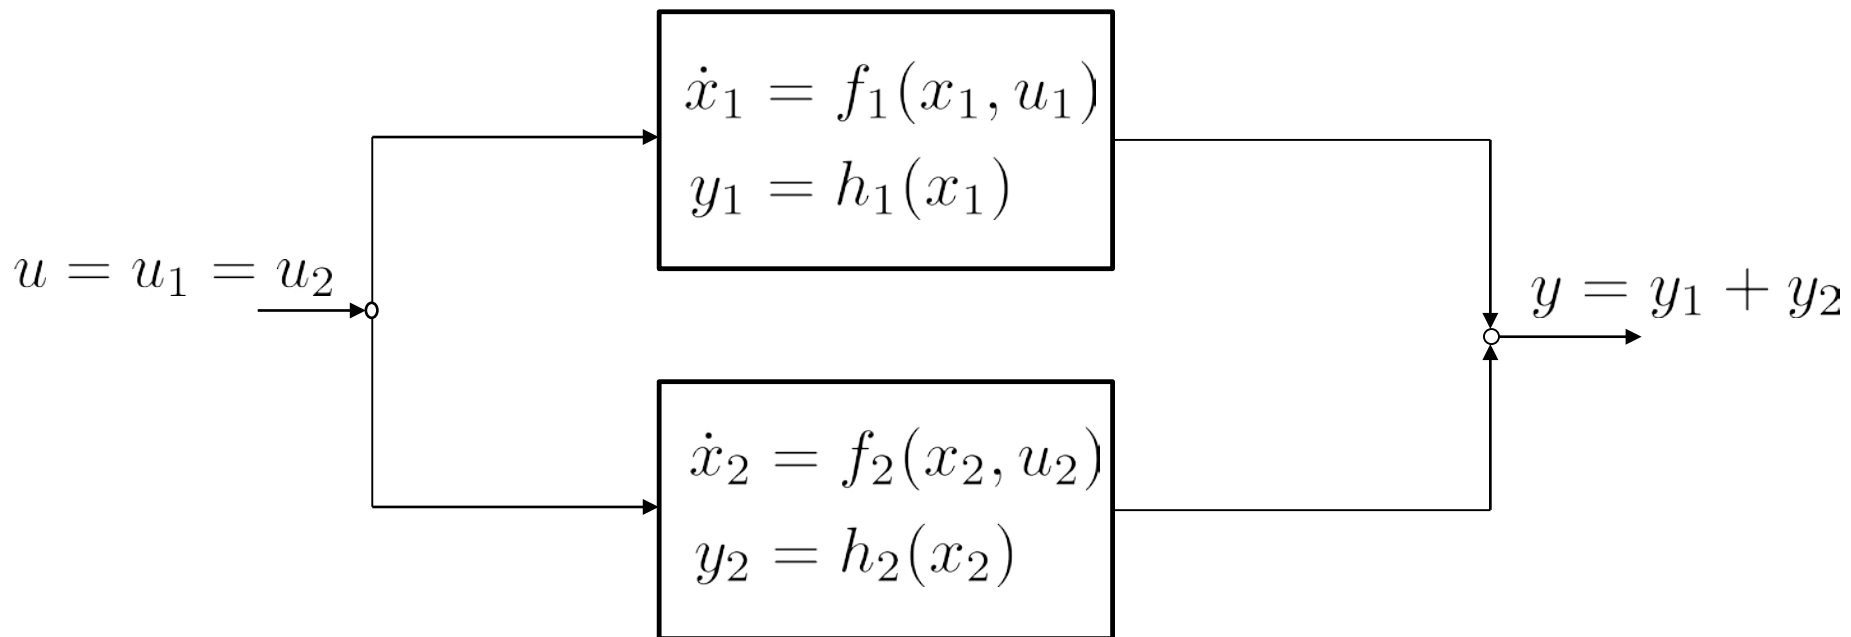 ẋ₁ = f₁(x₁, u₁)
y₁ = h₁(x₁)
u = u₁ = u₂
y = y₁ + y₂
ẋ₂ = f₂(x₂, u₂)
y₂ = h₂(x₂)